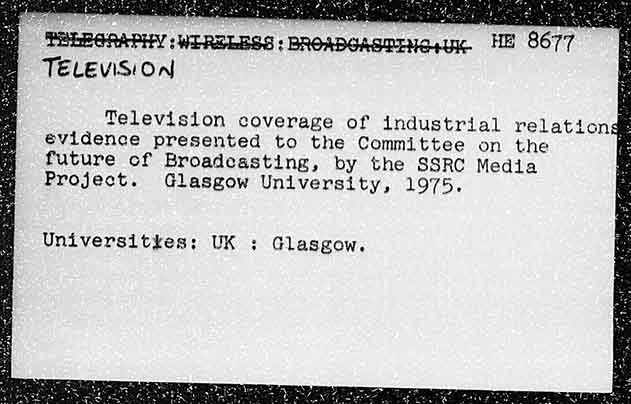 TELEGRAPHY:WIRELESS:BROADCASTING:UK HE 8677
TELEVISION
Television coverage of industrial relations
evidence presented to the Committee on the
future of Broadcasting, by the SSRC Media
Project. Glasgow University, 1975.
Universities: UK : Glasgow.